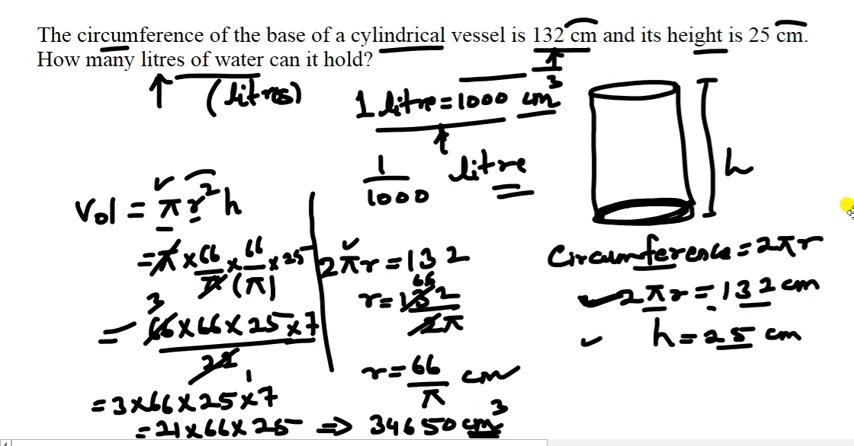 The circumference of the base of a cylindrical vessel is 132 cm and its height is 25 cm.
How many litres of water can it hold?
(litres)
1 litre = 1000 cm³
1/1000 litre
h
Vol = πr²h
= π × 66/π × 66/(π) × 25
= 66 × 66 × 25 × 7 / 22
3
1
= 3 × 66 × 25 × 7
= 21 × 66 × 25 ⇒ 34650 cm³
2πr = 132
r = 132/2π
66
r = 66/π cm
Circumference = 2πr
2πr = 132 cm
h = 25 cm